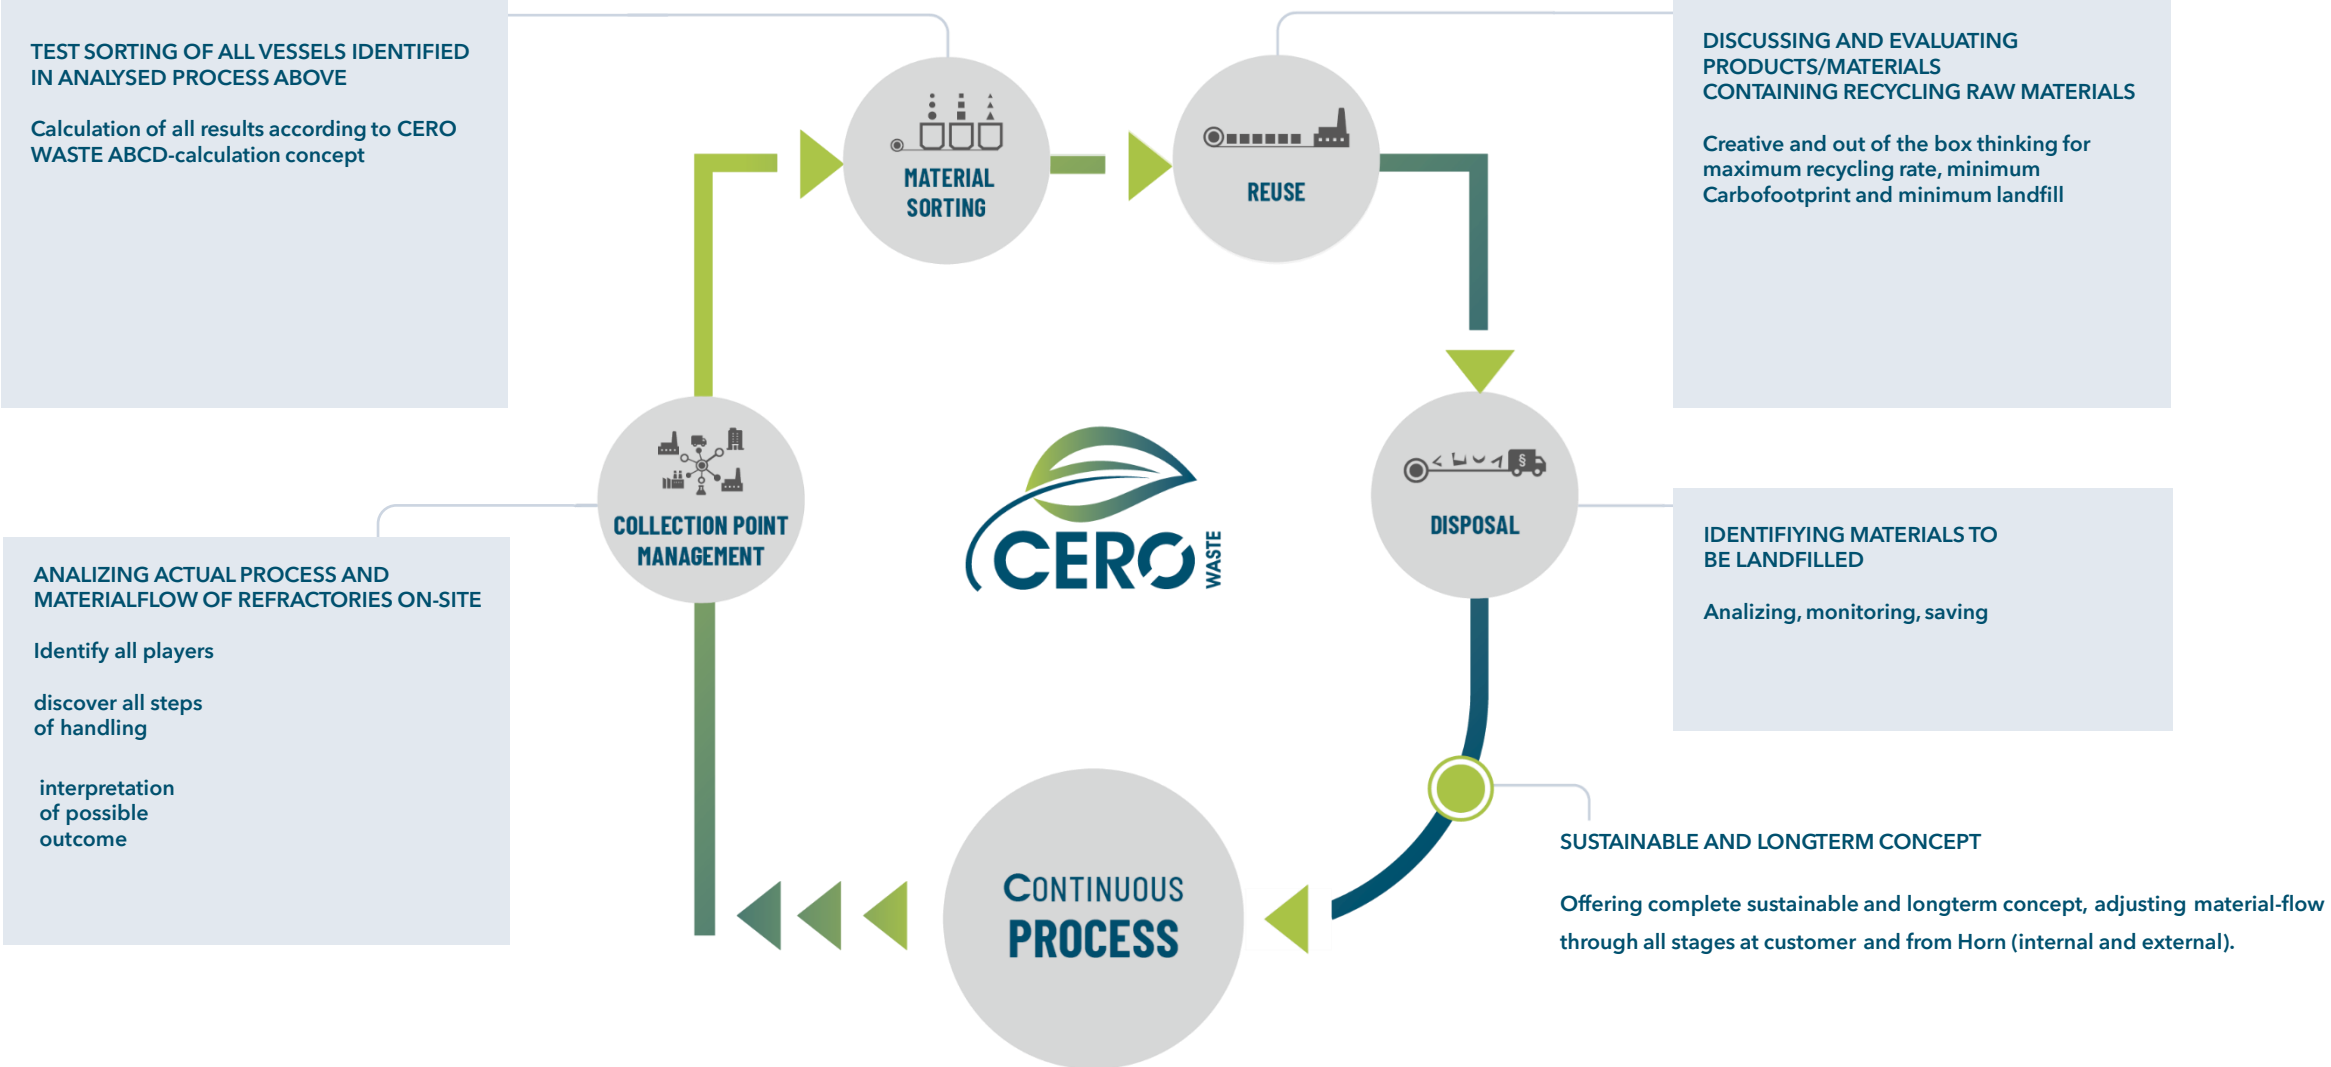 TEST SORTING OF ALL VESSELS IDENTIFIED
IN ANALYSED PROCESS ABOVE
Calculation of all results according to CERO
WASTE ABCD-calculation concept
MATERIAL
SORTING
REUSE
DISCUSSING AND EVALUATING
PRODUCTS/MATERIALS
CONTAINING RECYCLING RAW MATERIALS
Creative and out of the box thinking for
maximum recycling rate, minimum
Carbofootprint and minimum landfill
COLLECTION POINT
MANAGEMENT
CERO
WASTE
§
DISPOSAL
ANALIZING ACTUAL PROCESS AND
MATERIALFLOW OF REFRACTORIES ON-SITE
Identify all players
discover all steps
of handling
interpretation
of possible
outcome
IDENTIFIYING MATERIALS TO
BE LANDFILLED
Analizing, monitoring, saving
CONTINUOUS
PROCESS
SUSTAINABLE AND LONGTERM CONCEPT
Offering complete sustainable and longterm concept, adjusting material-flow
through all stages at customer and from Horn (internal and external).